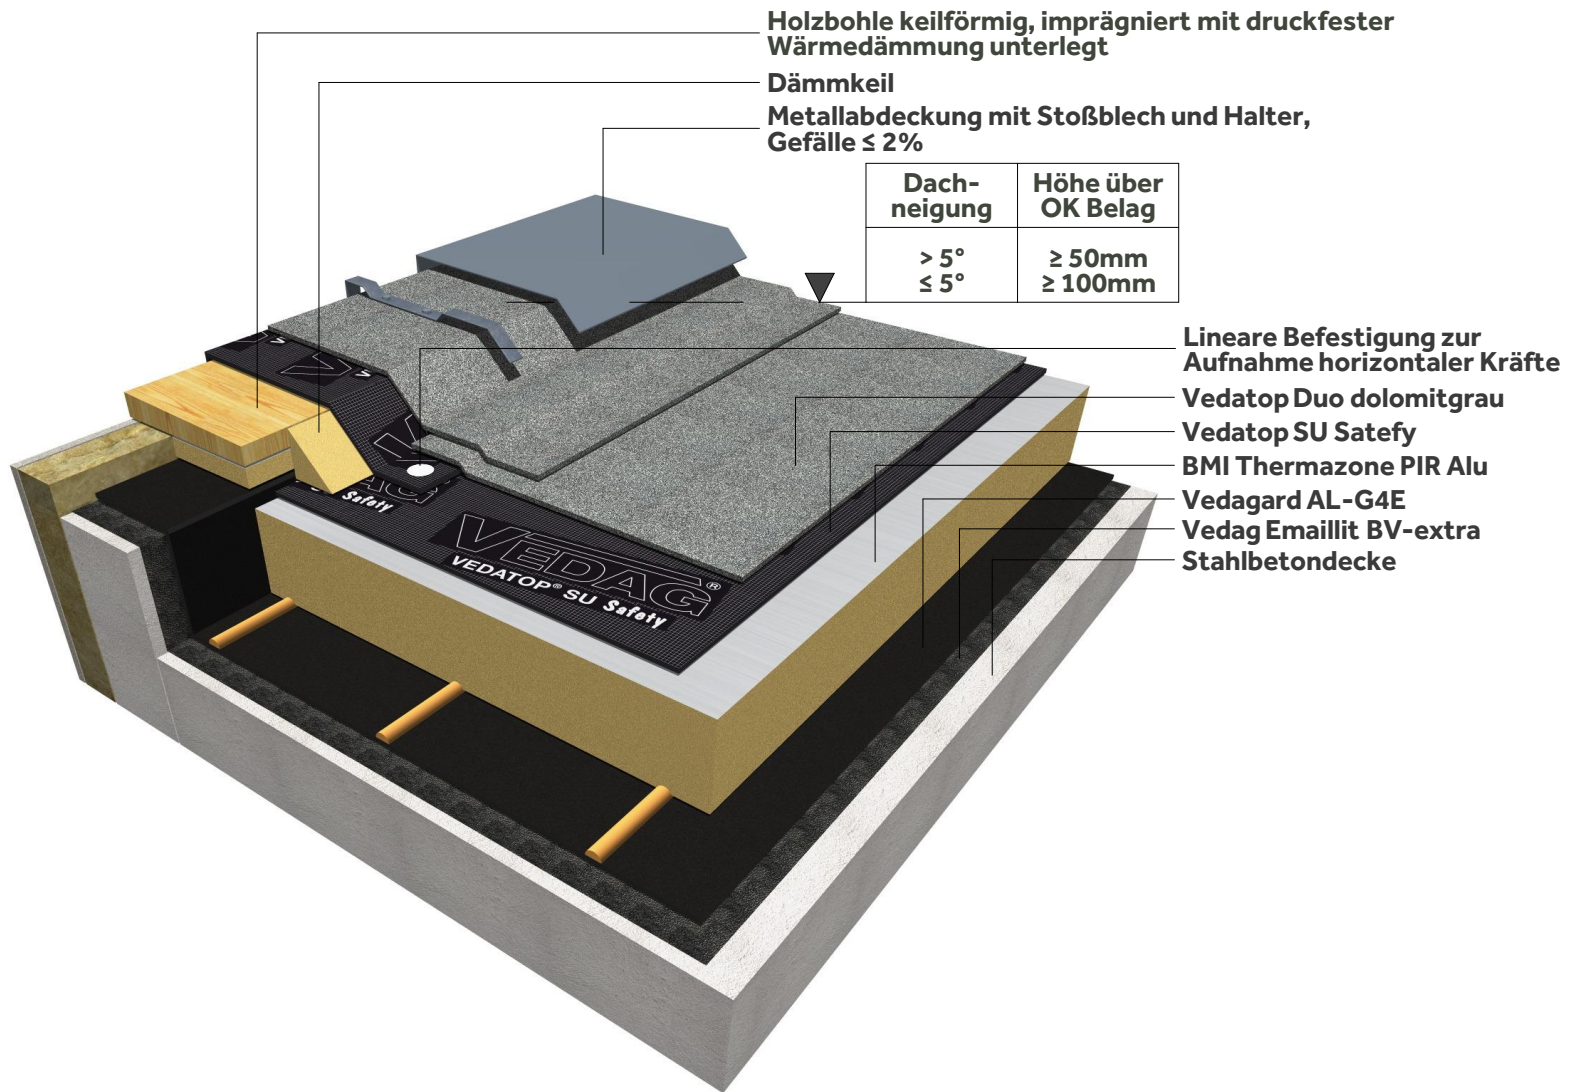 Holzbohle keilförmig, imprägniert mit druckfester
Wärmedämmung unterlegt
Dämmkeil
Metallabdeckung mit Stoßblech und Halter,
Gefälle ≤ 2%
Dach-
neigung
Höhe über
OK Belag
> 5°
≥ 50mm
≤ 5°
≥ 100mm
Lineare Befestigung zur
Aufnahme horizontaler Kräfte
Vedatop Duo dolomitgrau
Vedatop SU Satefy
BMI Thermazone PIR Alu
Vedagard AL-G4E
Vedag Emaillit BV-extra
Stahlbetondecke
Safety
VEDAG®
VEDATOP® SU Safety